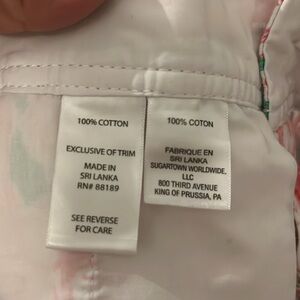 100% COTTON
EXCLUSIVE OF TRIM
MADE IN
SRI LANKA
RN# 88189
SEE REVERSE
FOR CARE
100% COTON
FABRIQUE EN
SRI LANKA
SUGARTOWN WORLDWIDE,
LLC
800 THIRD AVENUE
KING OF PRUSSIA, PA